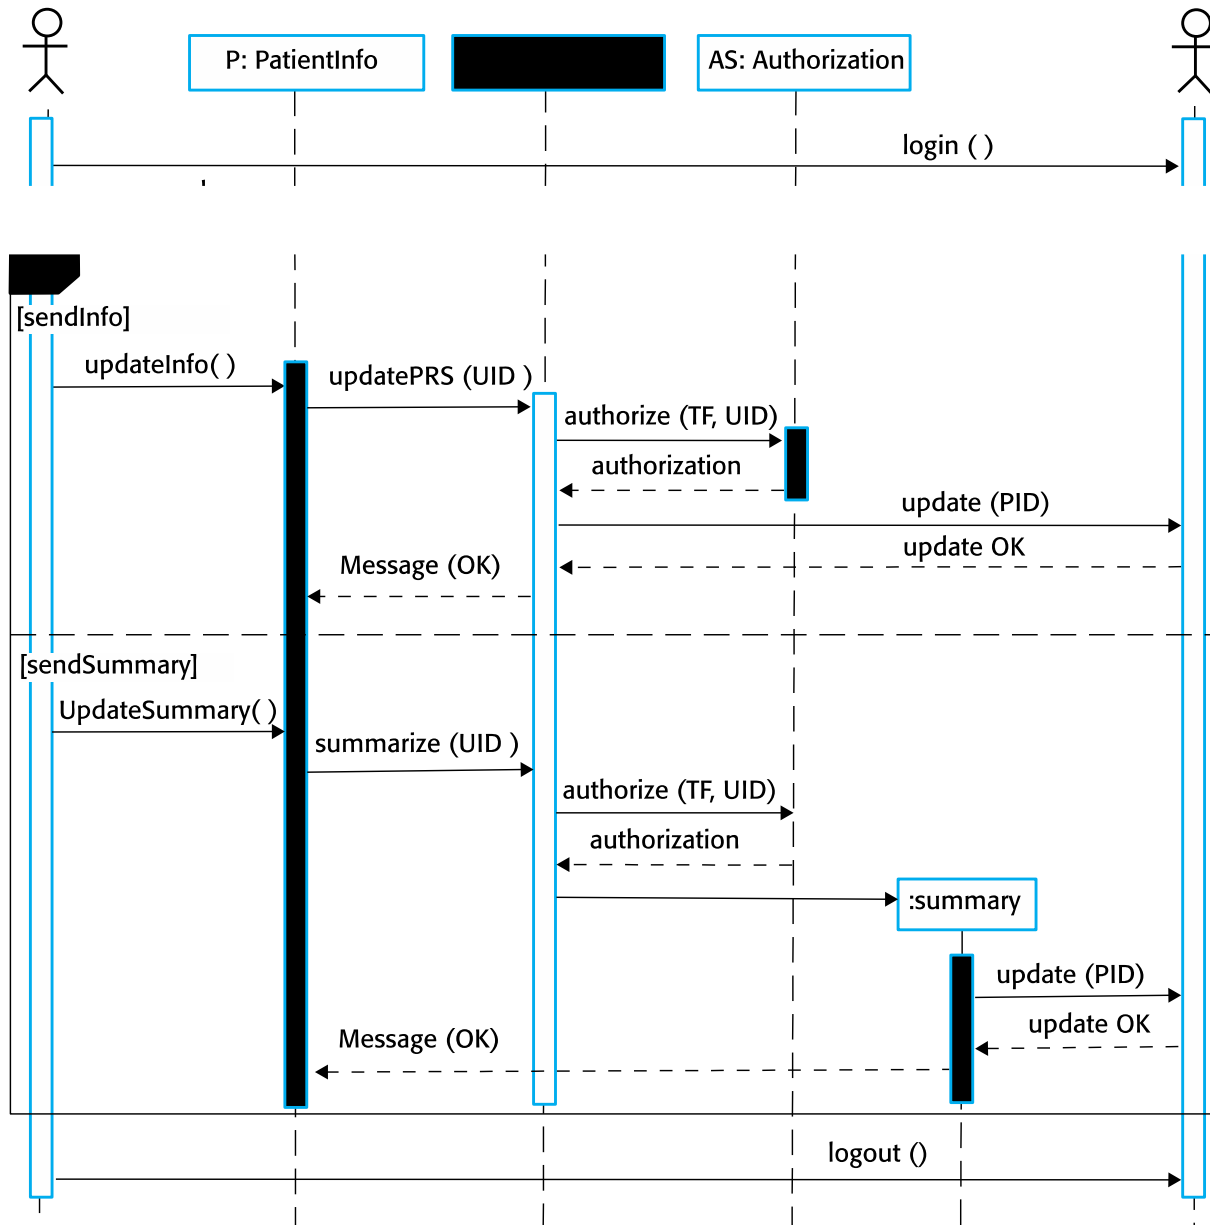 P: PatientInfo
AS: Authorization
login ( )
[sendInfo]
updateInfo( )
updatePRS (UID )
authorize (TF, UID)
authorization
update (PID)
update OK
Message (OK)
[sendSummary]
UpdateSummary( )
summarize (UID )
authorize (TF, UID)
authorization
:summary
update (PID)
update OK
Message (OK)
logout ()